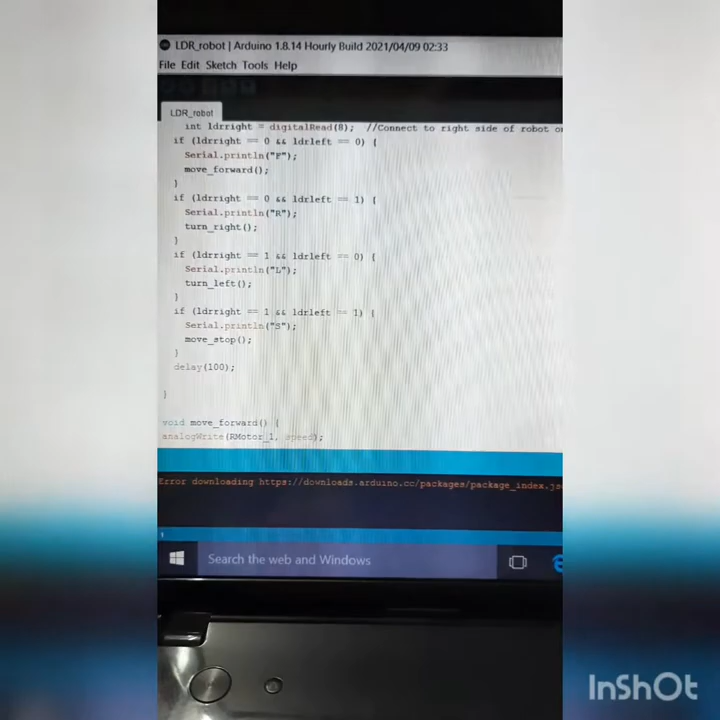 LDR_robot | Arduino 1.8.14 Hourly Build 2021/04/09 02:33
File Edit Sketch Tools Help
LDR_robot
int ldrright = digitalRead(8); //Connect to right side of robot
if (ldrright == 0 && ldrleft == 0) {
Serial.println("F");
move_forward();
}
if (ldrright == 0 && ldrleft == 1) {
Serial.println("R");
turn_right();
}
if (ldrright == 1 && ldrleft == 0) {
Serial.println("L");
turn_left();
}
if (ldrright == 1 && ldrleft == 1) {
Serial.println("S");
move_stop();
}
delay(100);
}
void move_forward() {
analogWrite(RMotor_1, speed);
Error downloading https://downloads.arduino.cc/packages/package_index.js
Search the web and Windows
InShOt